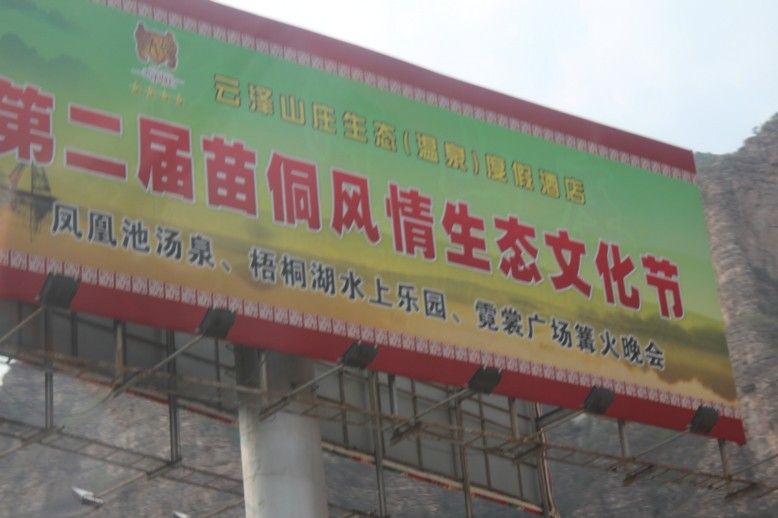 云泽山庄生态(温泉)度假酒店
第二届苗侗风情生态文化节
凤凰池汤泉、梧桐湖水上乐园、霓裳广场篝火晚会